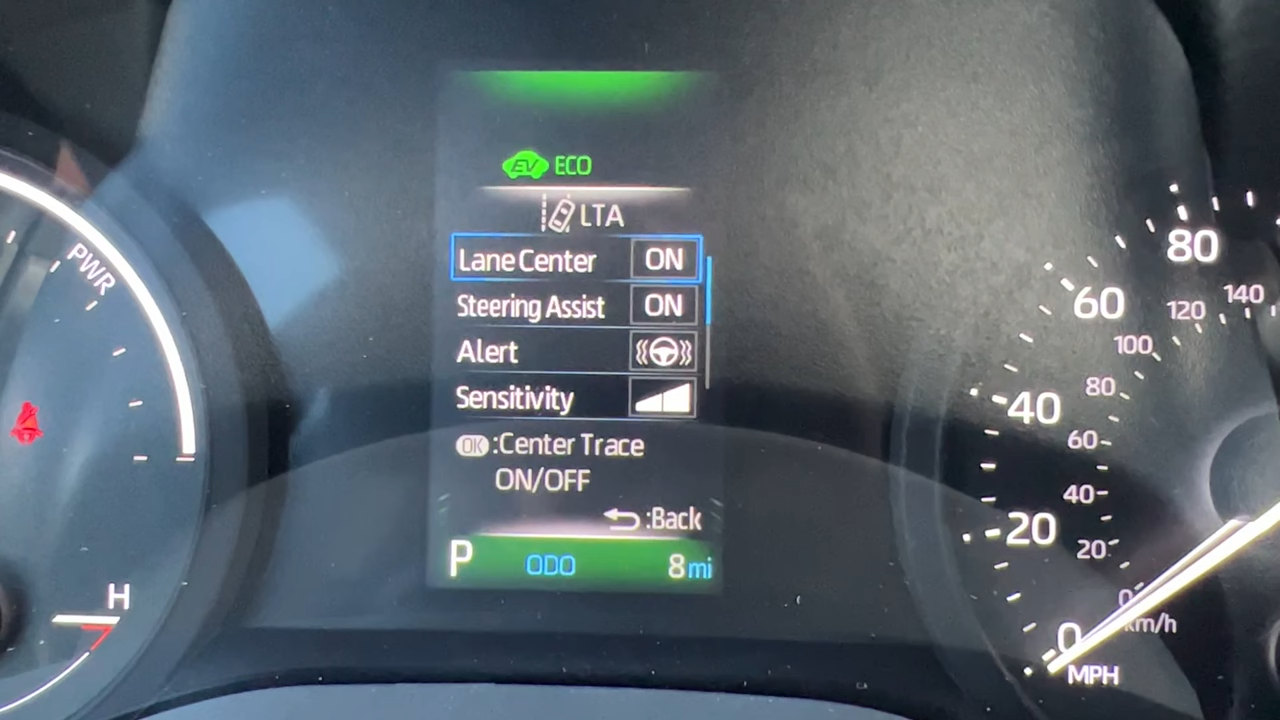 EV ECO
LTA
Lane Center ON
Steering Assist ON
Alert
Sensitivity
OK :Center Trace
ON/OFF
:Back
P ODO 8 mi
PWR
H
80
60
40
20
0
MPH
140
120
100
80
60
40
20
0
km/h